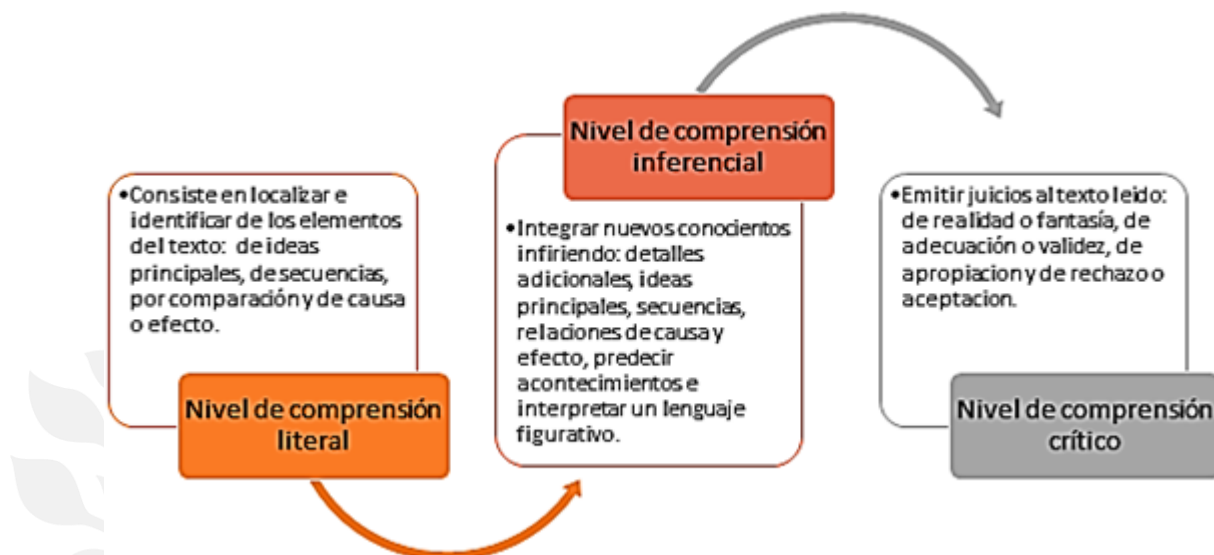 •Consiste en localizar e
identificar de los elementos
del texto: de ideas
principales, de secuencias,
por comparación y de causa
o efecto.
Nivel de comprensión
literal
Nivel de comprensión
inferencial
•Integrar nuevos conocientos
infiriendo: detalles
adicionales, ideas
principales, secuencias,
relaciones de causa y
efecto, predecir
acontecimientos e
interpretar un lenguaje
figurativo.
•Emitir juicios al texto leido:
de realidad o fantasía, de
adecuación o validez, de
apropiacion y de rechazo o
aceptacion.
Nivel de comprensión
crítico